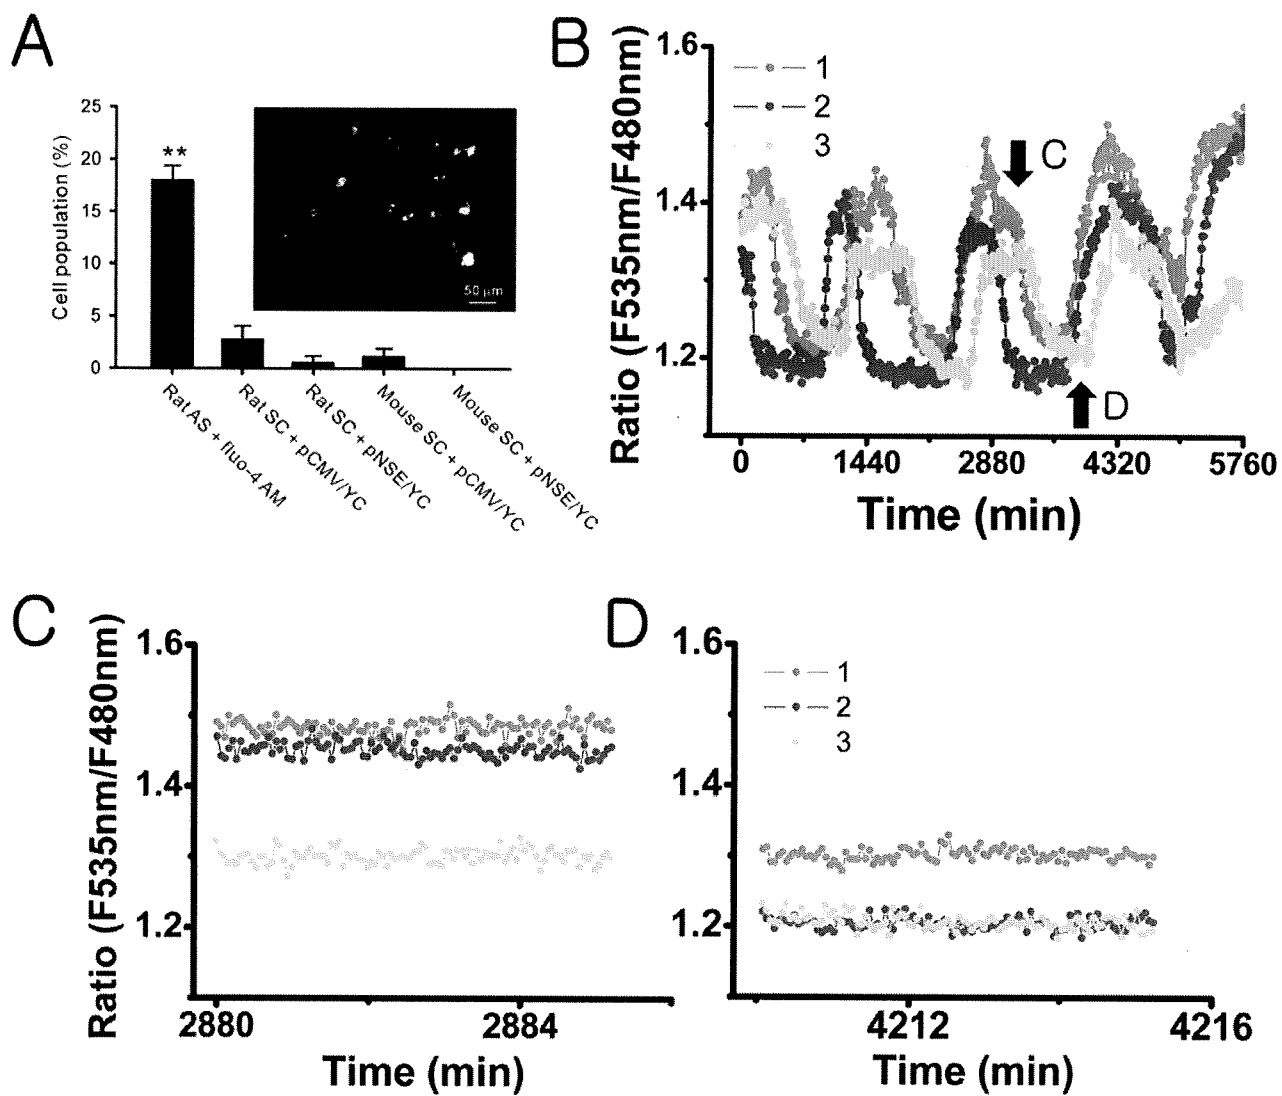 A
Cell population (%)
25
20
15
10
5
0
**
50 µm
Rat AS + fluo-4 AM
Rat SC + pCMV/YC
Rat SC + pNSE/YC
Mouse SC + pCMV/YC
Mouse SC + pNSE/YC
B
Ratio (F535nm/F480nm)
1.6
1.4
1.2
1
2
3
C
D
0 1440 2880 4320 5760
Time (min)
C
Ratio (F535nm/F480nm)
1.6
1.4
1.2
2880 2884
Time (min)
D
1.6
1.4
1.2
1
2
3
4212 4216
Time (min)